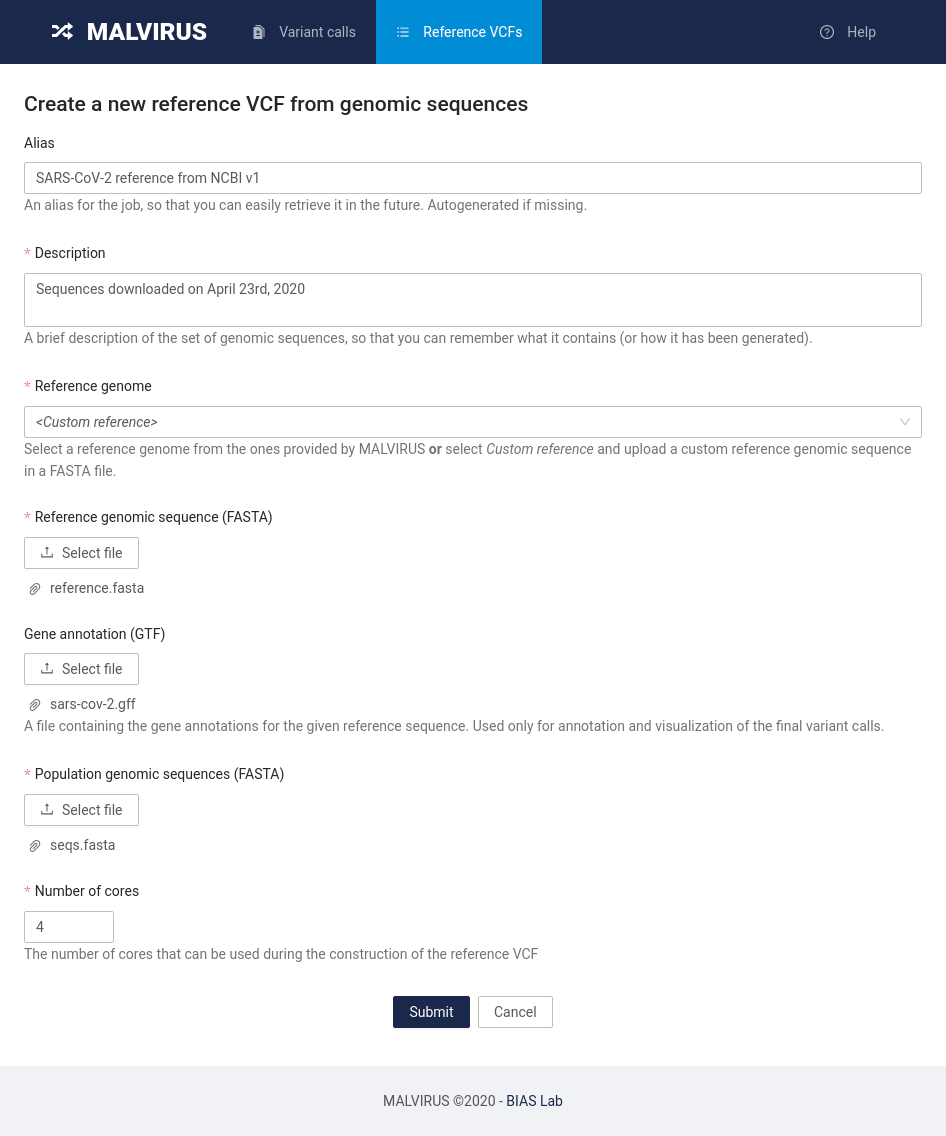 MALVIRUS
Variant calls
Reference VCFs
Help
Create a new reference VCF from genomic sequences
Alias
SARS-CoV-2 reference from NCBI v1
An alias for the job, so that you can easily retrieve it in the future. Autogenerated if missing.
* Description
Sequences downloaded on April 23rd, 2020
A brief description of the set of genomic sequences, so that you can remember what it contains (or how it has been generated).
* Reference genome
<Custom reference>
Select a reference genome from the ones provided by MALVIRUS or select Custom reference and upload a custom reference genomic sequence
in a FASTA file.
* Reference genomic sequence (FASTA)
Select file
reference.fasta
Gene annotation (GTF)
Select file
sars-cov-2.gff
A file containing the gene annotations for the given reference sequence. Used only for annotation and visualization of the final variant calls.
* Population genomic sequences (FASTA)
Select file
seqs.fasta
* Number of cores
4
The number of cores that can be used during the construction of the reference VCF
Submit
Cancel
MALVIRUS ©2020 - BIAS Lab